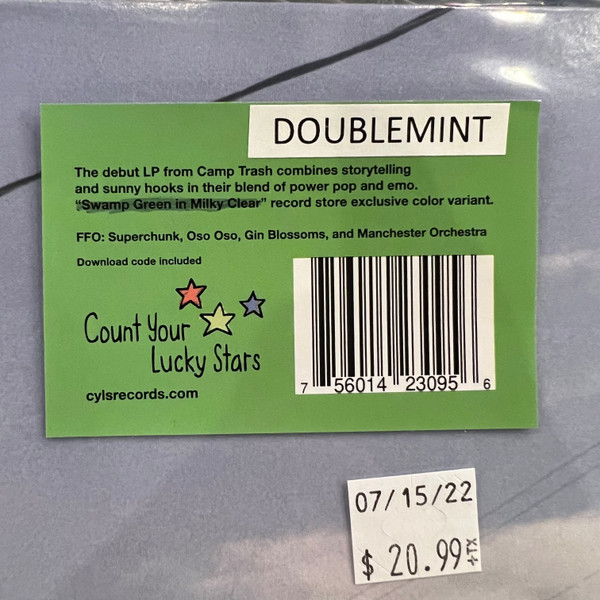 DOUBLEMINT
The debut LP from Camp Trash combines storytelling
and sunny hooks in their blend of power pop and emo.
“Swamp Green in Milky Clear” record store exclusive color variant.
FFO: Superchunk, Oso Oso, Gin Blossoms, and Manchester Orchestra
Download code included
Count Your
Lucky Stars
cylsrecords.com
7 56014 23095 6
07/15/22
$ 20.99+TX